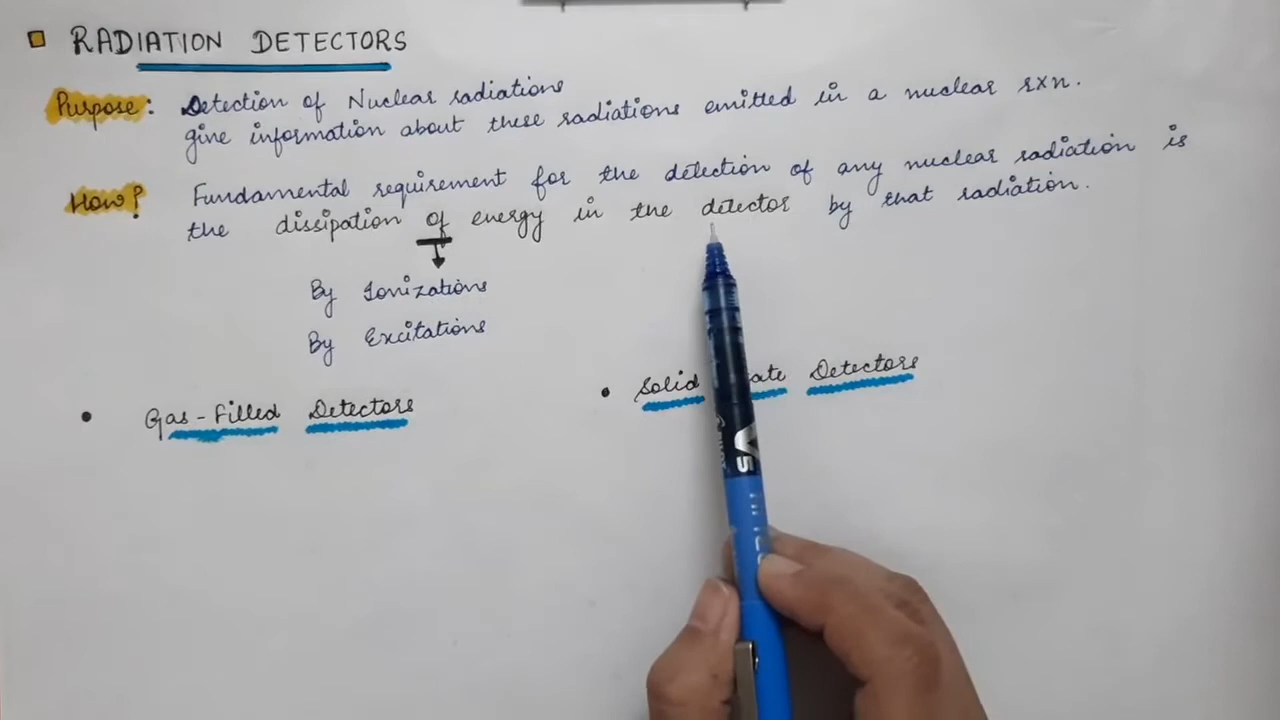 RADIATION DETECTORS
Purpose: Detection of Nuclear radiations
give information about these radiations emitted in a nuclear rxn.
How? Fundamental requirement for the detection of any nuclear radiation is
the dissipation of energy in the detector by that radiation.
By Ionizations
By Excitations
• Gas-Filled Detectors
• Solid ate Detectors
V5